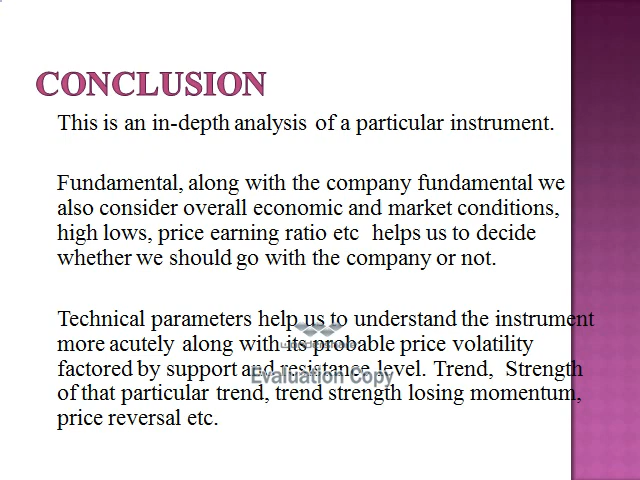 CONCLUSION
This is an in-depth analysis of a particular instrument.
Fundamental, along with the company fundamental we
also consider overall economic and market conditions,
high lows, price earning ratio etc helps us to decide
whether we should go with the company or not.
Technical parameters help us to understand the instrument
more acutely along with its probable price volatility
factored by support and resistance level. Trend, Strength
of that particular trend, trend strength losing momentum,
price reversal etc.
wondershare
Evaluation Copy